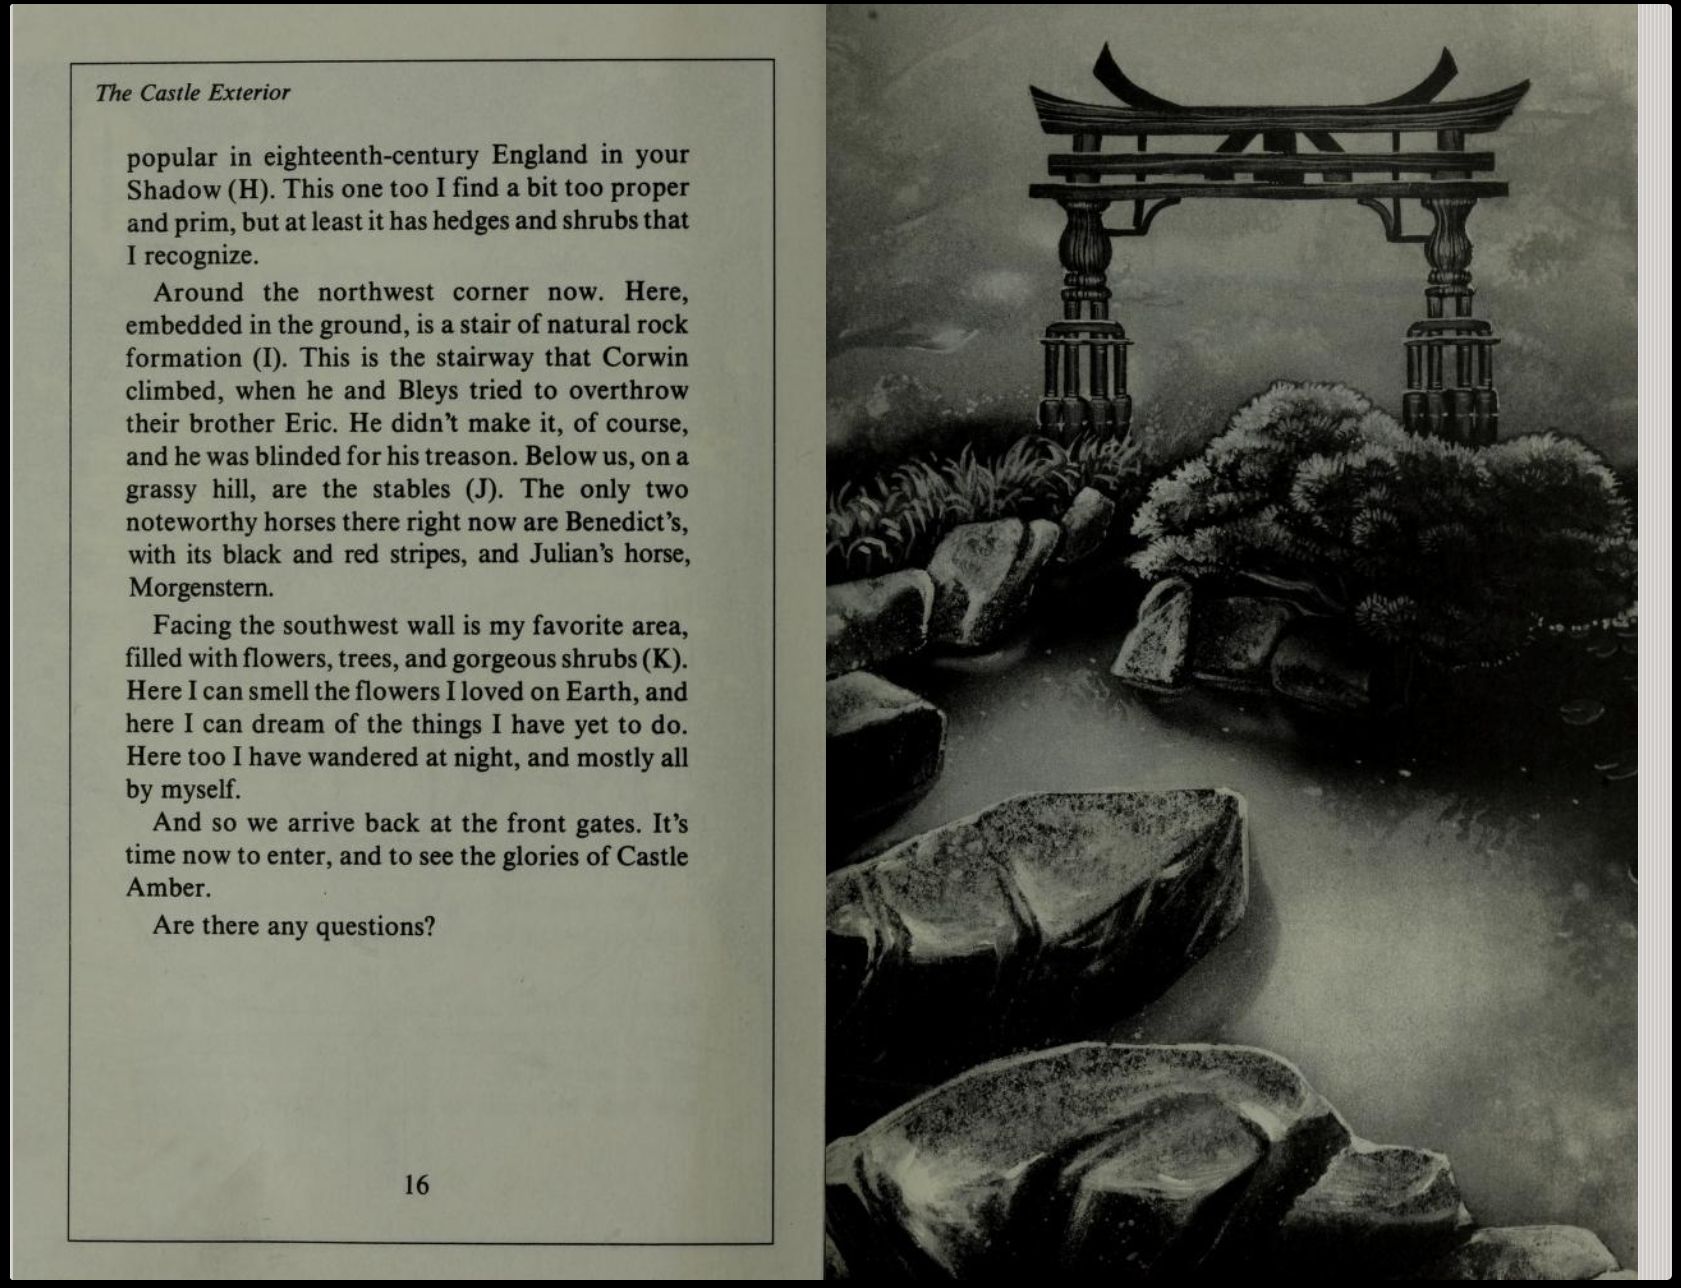 The Castle Exterior
popular in eighteenth-century England in your
Shadow (H). This one too I find a bit too proper
and prim, but at least it has hedges and shrubs that
I recognize.
Around the northwest corner now. Here,
embedded in the ground, is a stair of natural rock
formation (I). This is the stairway that Corwin
climbed, when he and Bleys tried to overthrow
their brother Eric. He didn't make it, of course,
and he was blinded for his treason. Below us, on a
grassy hill, are the stables (J). The only two
noteworthy horses there right now are Benedict's,
with its black and red stripes, and Julian's horse,
Morgenstern.
Facing the southwest wall is my favorite area,
filled with flowers, trees, and gorgeous shrubs (K).
Here I can smell the flowers I loved on Earth, and
here I can dream of the things I have yet to do.
Here too I have wandered at night, and mostly all
by myself.
And so we arrive back at the front gates. It's
time now to enter, and to see the glories of Castle
Amber.
Are there any questions?
16